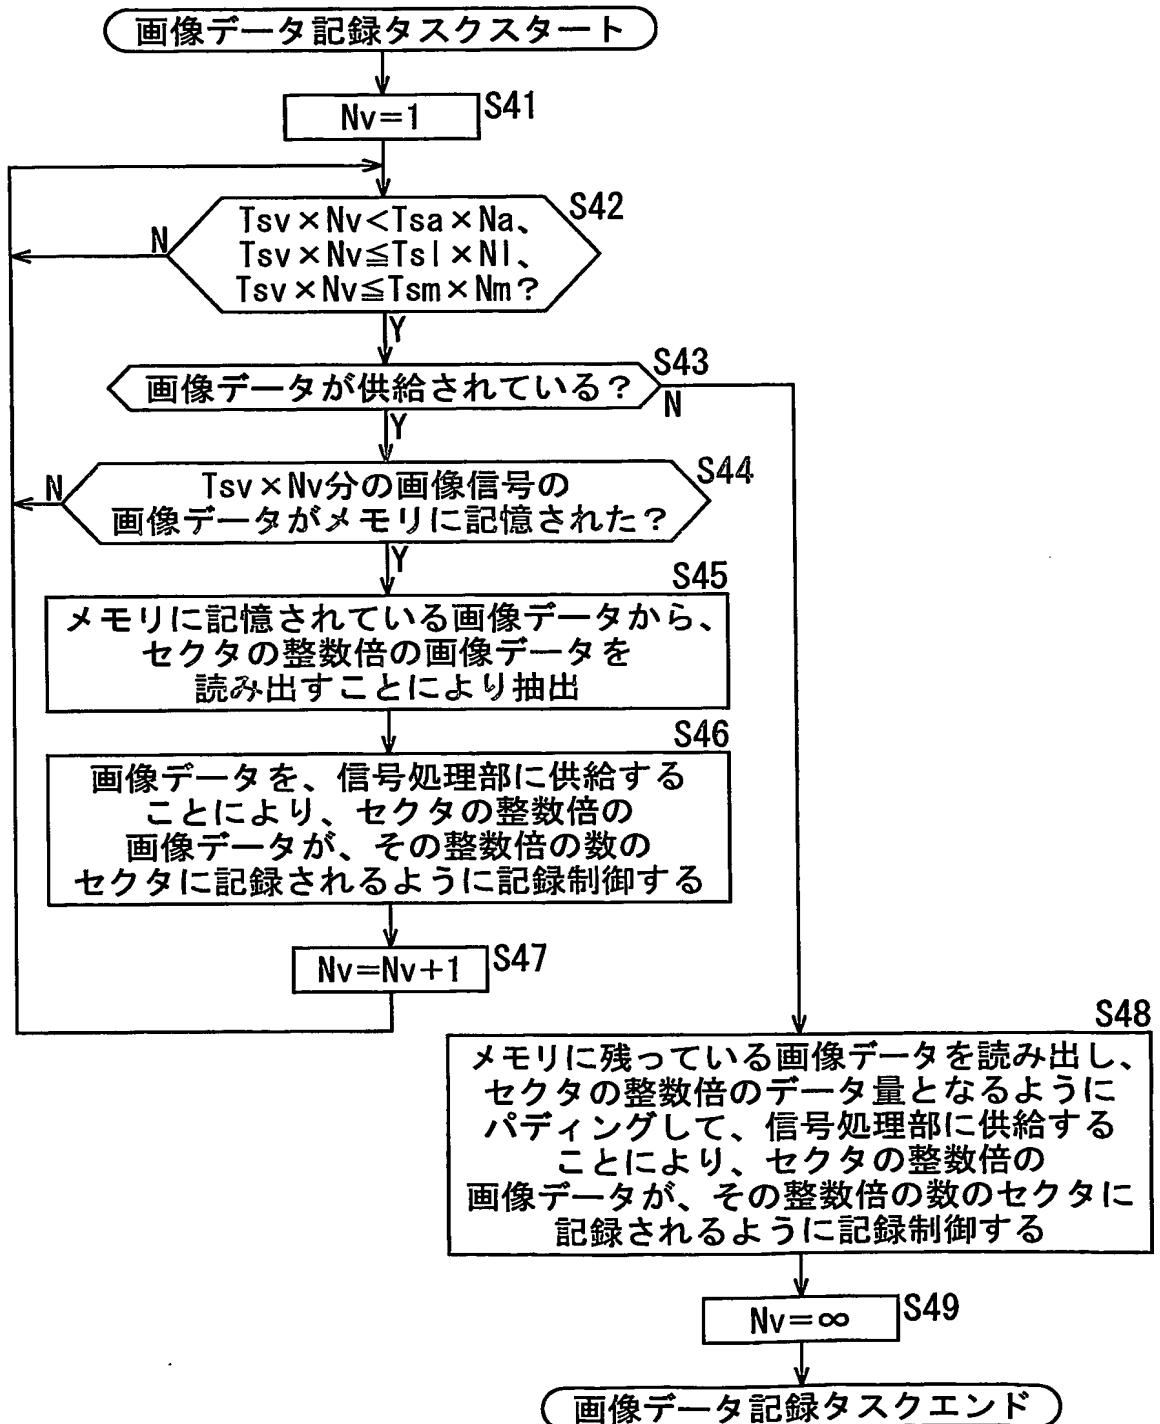 画像データ記録タスクスタート
Nv=1
S41
Tsv×Nv<Tsa×Na、
Tsv×Nv≦Tsl×Nl、
Tsv×Nv≦Tsm×Nm?
S42
N
Y
画像データが供給されている?
S43
N
Y
Tsv×Nv分の画像信号の
画像データがメモリに記憶された?
S44
N
Y
S45
メモリに記憶されている画像データから、
セクタの整数倍の画像データを
読み出すことにより抽出
S46
画像データを、信号処理部に供給する
ことにより、セクタの整数倍の
画像データが、その整数倍の数の
セクタに記録されるように記録制御する
Nv=Nv+1
S47
S48
メモリに残っている画像データを読み出し、
セクタの整数倍のデータ量となるように
パディングして、信号処理部に供給する
ことにより、セクタの整数倍の
画像データが、その整数倍の数のセクタに
記録されるように記録制御する
Nv=∞
S49
画像データ記録タスクエンド